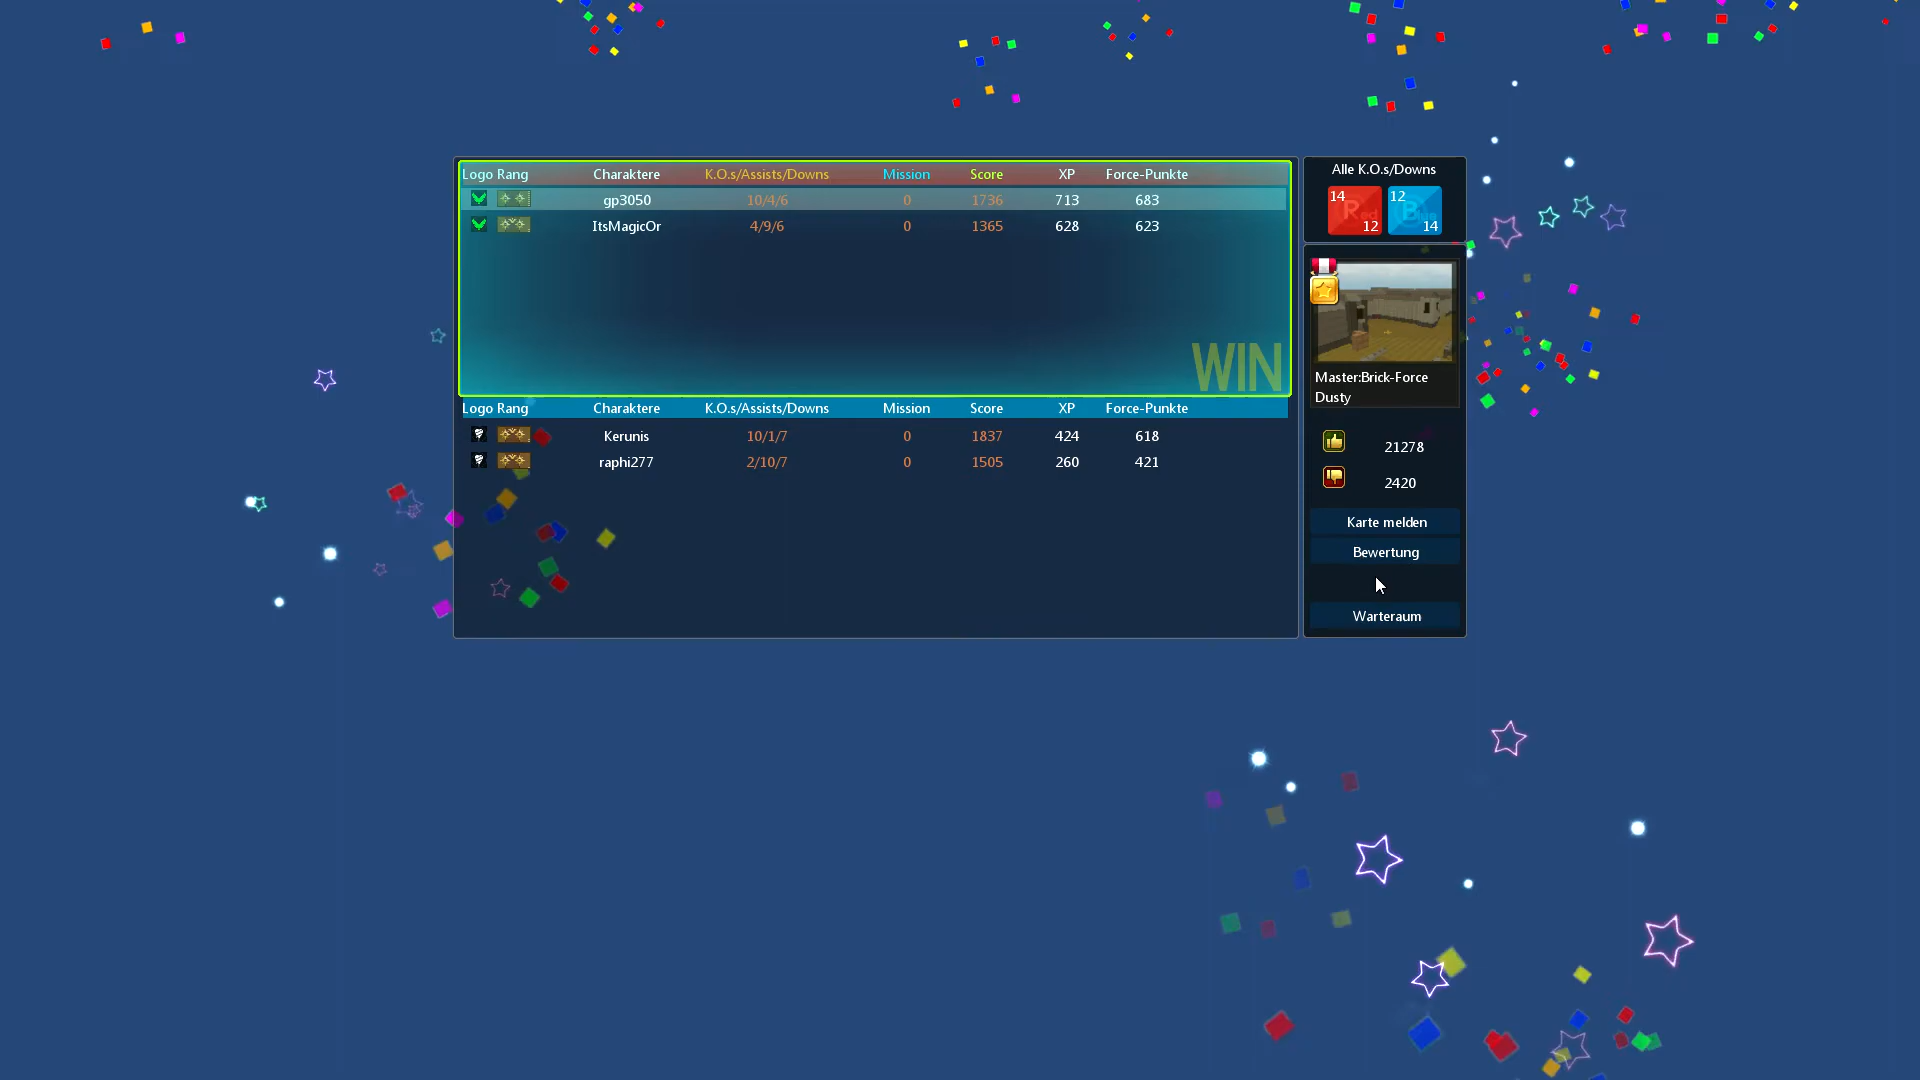 Logo Rang Charaktere K.O.s/Assists/Downs Mission Score XP Force-Punkte
gp3050 10/4/6 0 1736 713 683
ItsMagicOr 4/9/6 0 1365 628 623
WIN
Logo Rang Charaktere K.O.s/Assists/Downs Mission Score XP Force-Punkte
Kerunis 10/1/7 0 1837 424 618
raphi277 2/10/7 0 1505 260 421
Alle K.O.s/Downs
14 Red 12
12 Blue 14
Master:Brick-Force
Dusty
21278
2420
Karte melden
Bewertung
Warteraum